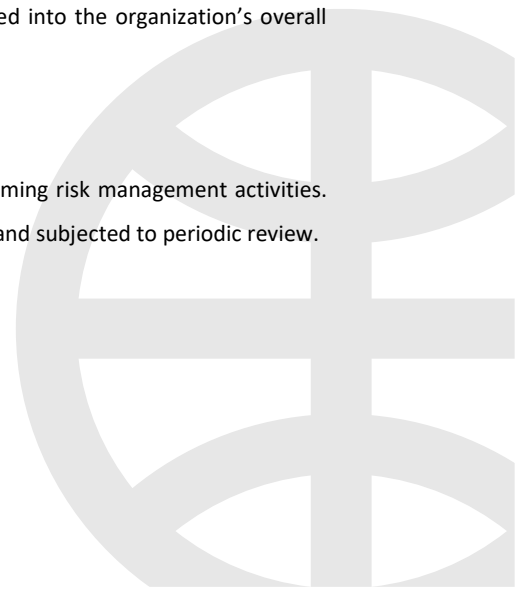 ed into the organization’s overall
ming risk management activities.
and subjected to periodic review.